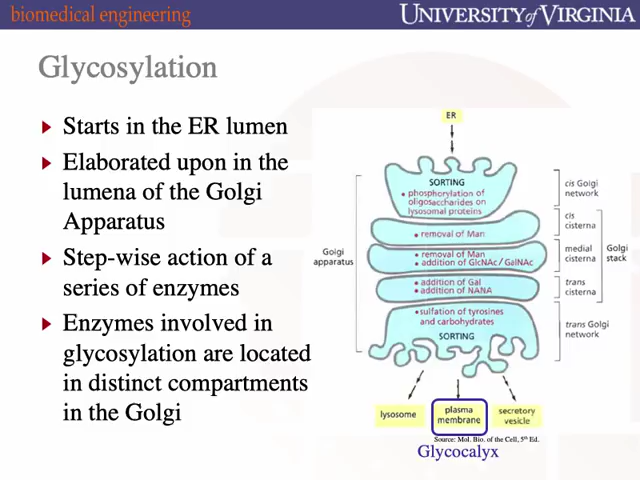 biomedical engineering
UNIVERSITY of VIRGINIA
Glycosylation
Starts in the ER lumen
Elaborated upon in the
lumena of the Golgi
Apparatus
Step-wise action of a
series of enzymes
Enzymes involved in
glycosylation are located
in distinct compartments
in the Golgi
ER
SORTING
phosphorylation of
oligosaccharides on
lysosomal proteins
cis Golgi
network
removal of Man
cis
cisterna
Golgi
apparatus
removal of Man
addition of GlcNAc/GalNAc
medial
cisterna
Golgi
stack
addition of Gal
addition of NANA
trans
cisterna
sulfation of tyrosines
and carbohydrates
SORTING
trans Golgi
network
lysosome
plasma
membrane
secretory
vesicle
Source: Mol. Bio. of the Cell, 5th Ed.
Glycocalyx